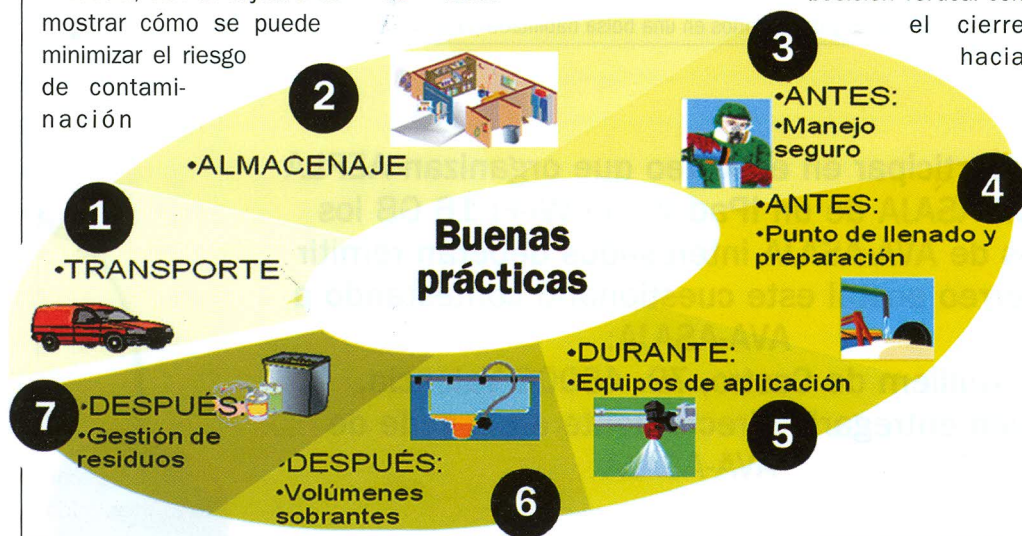 mostrar cómo se puede
minimizar el riesgo
de contami-
nación
el cierre
hacia
Buenas
prácticas
1
•TRANSPORTE
2
•ALMACENAJE
3
•ANTES:
•Manejo
seguro
4
•ANTES:
•Punto de llenado y
preparación
•DURANTE:
•Equipos de aplicación
5
•DESPUÉS:
•Volúmenes
sobrantes
6
7
•DESPUÉS:
•Gestión de
residuos